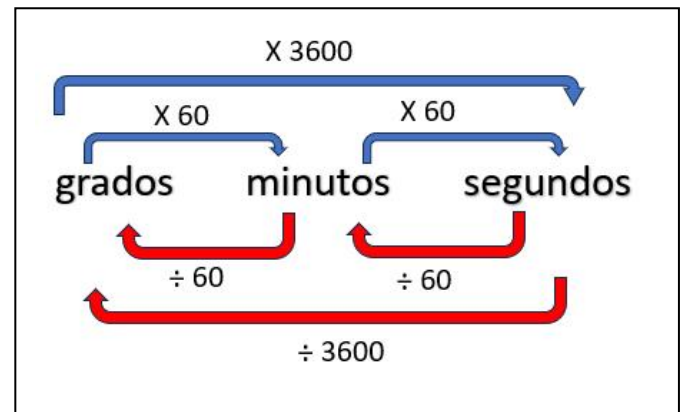 X 3600
X 60 X 60
grados minutos segundos
÷ 60 ÷ 60
÷ 3600